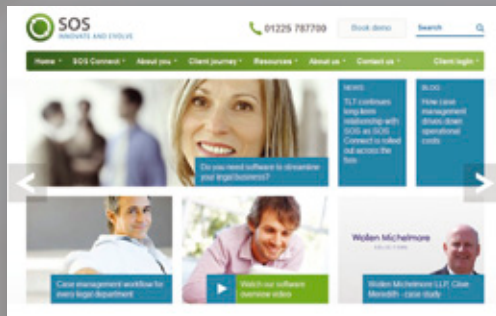 SOS
INNOVATE AND EVOLVE
01225 787700
Book demo
Search
Home
SOS Connect
About you
Client journey
Resources
About us
Contact us
Client login
Do you need software to streamline
your legal business?
NEWS
TLT continues
long-term
relationship with
SOS as SOS
Connect is rolled
out across the
firm
BLOG
How case
management
drives down
operational
costs
Case management workflow for
every legal department
Watch our software
overview video
Wollen Michelmore
Wollen Michelmore LLP, Clive
Meredith - case study